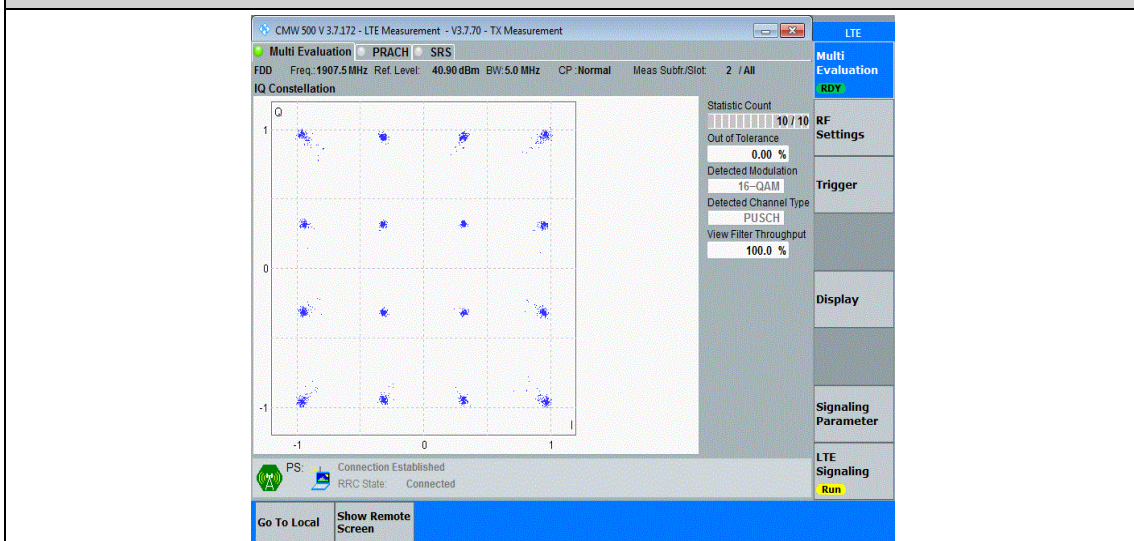 CMW 500 V 3.7.172 - LTE Measurement - V3.7.70 - TX Measurement
LTE
Multi Evaluation PRACH SRS
FDD Freq.:1907.5 MHz Ref. Level: 40.90 dBm BW:5.0 MHz CP :Normal Meas Subfr./Slot: 2 / All
IQ Constellation
Q
1
0
-1
-1 0 1
I
Statistic Count
10 / 10
Out of Tolerance
0.00 %
Detected Modulation
16-QAM
Detected Channel Type
PUSCH
View Filter Throughput
100.0 %
Multi
Evaluation
RDY
RF
Settings
Trigger
Display
Signaling
Parameter
LTE
Signaling
Run
PS: Connection Established
RRC State: Connected
Go To Local
Show Remote
Screen